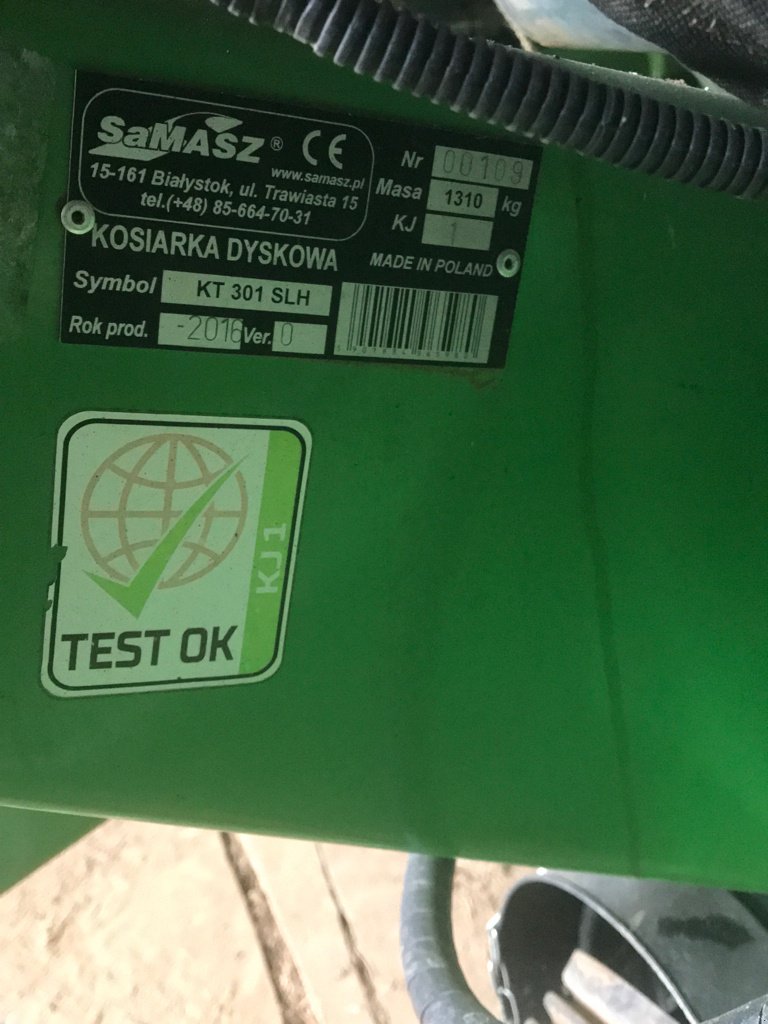 SaMASZ® CE
www.samasz.pl
15-161 Białystok, ul. Trawiasta 15
tel.(+48) 85-664-70-31
Nr 00109
Masa 1310 kg
KJ 1
KOSIARKA DYSKOWA
MADE IN POLAND
Symbol KT 301 SLH
Rok prod. -2016 Ver. 0
KJ 1
TEST OK